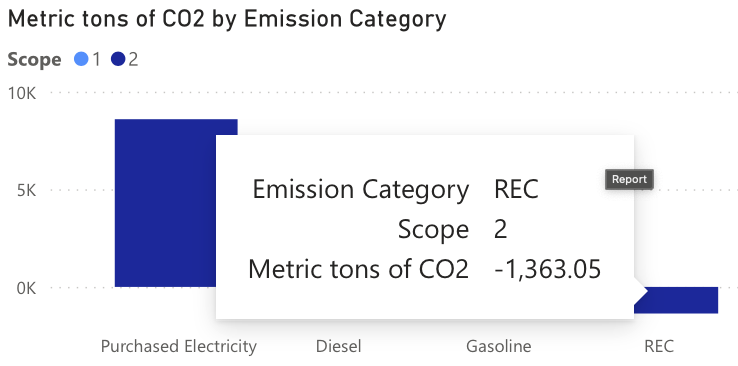 Metric tons of CO2 by Emission Category
Scope 1 2
10K
5K
0K
Emission Category REC
Scope 2
Metric tons of CO2 -1,363.05
Report
Purchased Electricity Diesel Gasoline REC